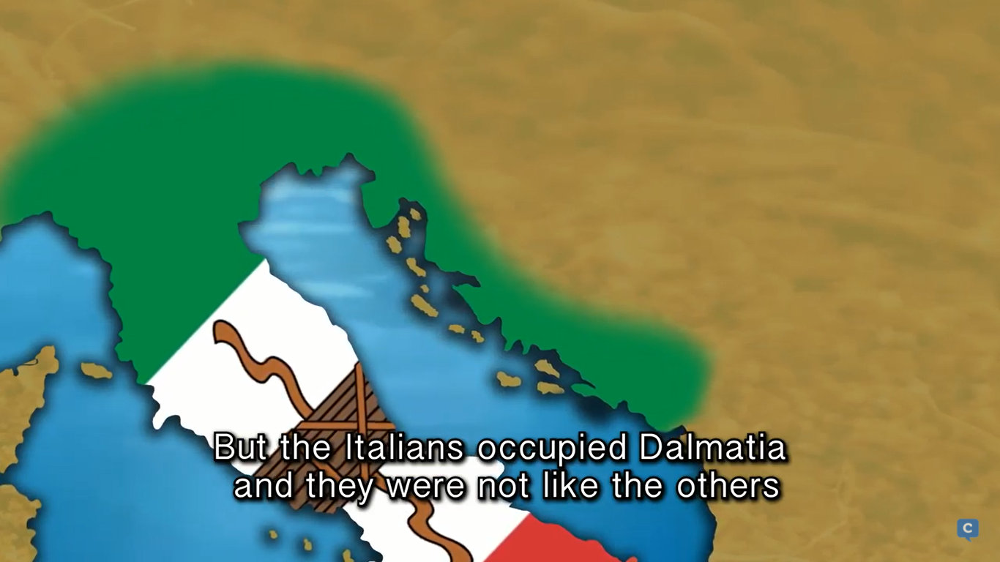 But the Italians occupied Dalmatia
and they were not like the others
C